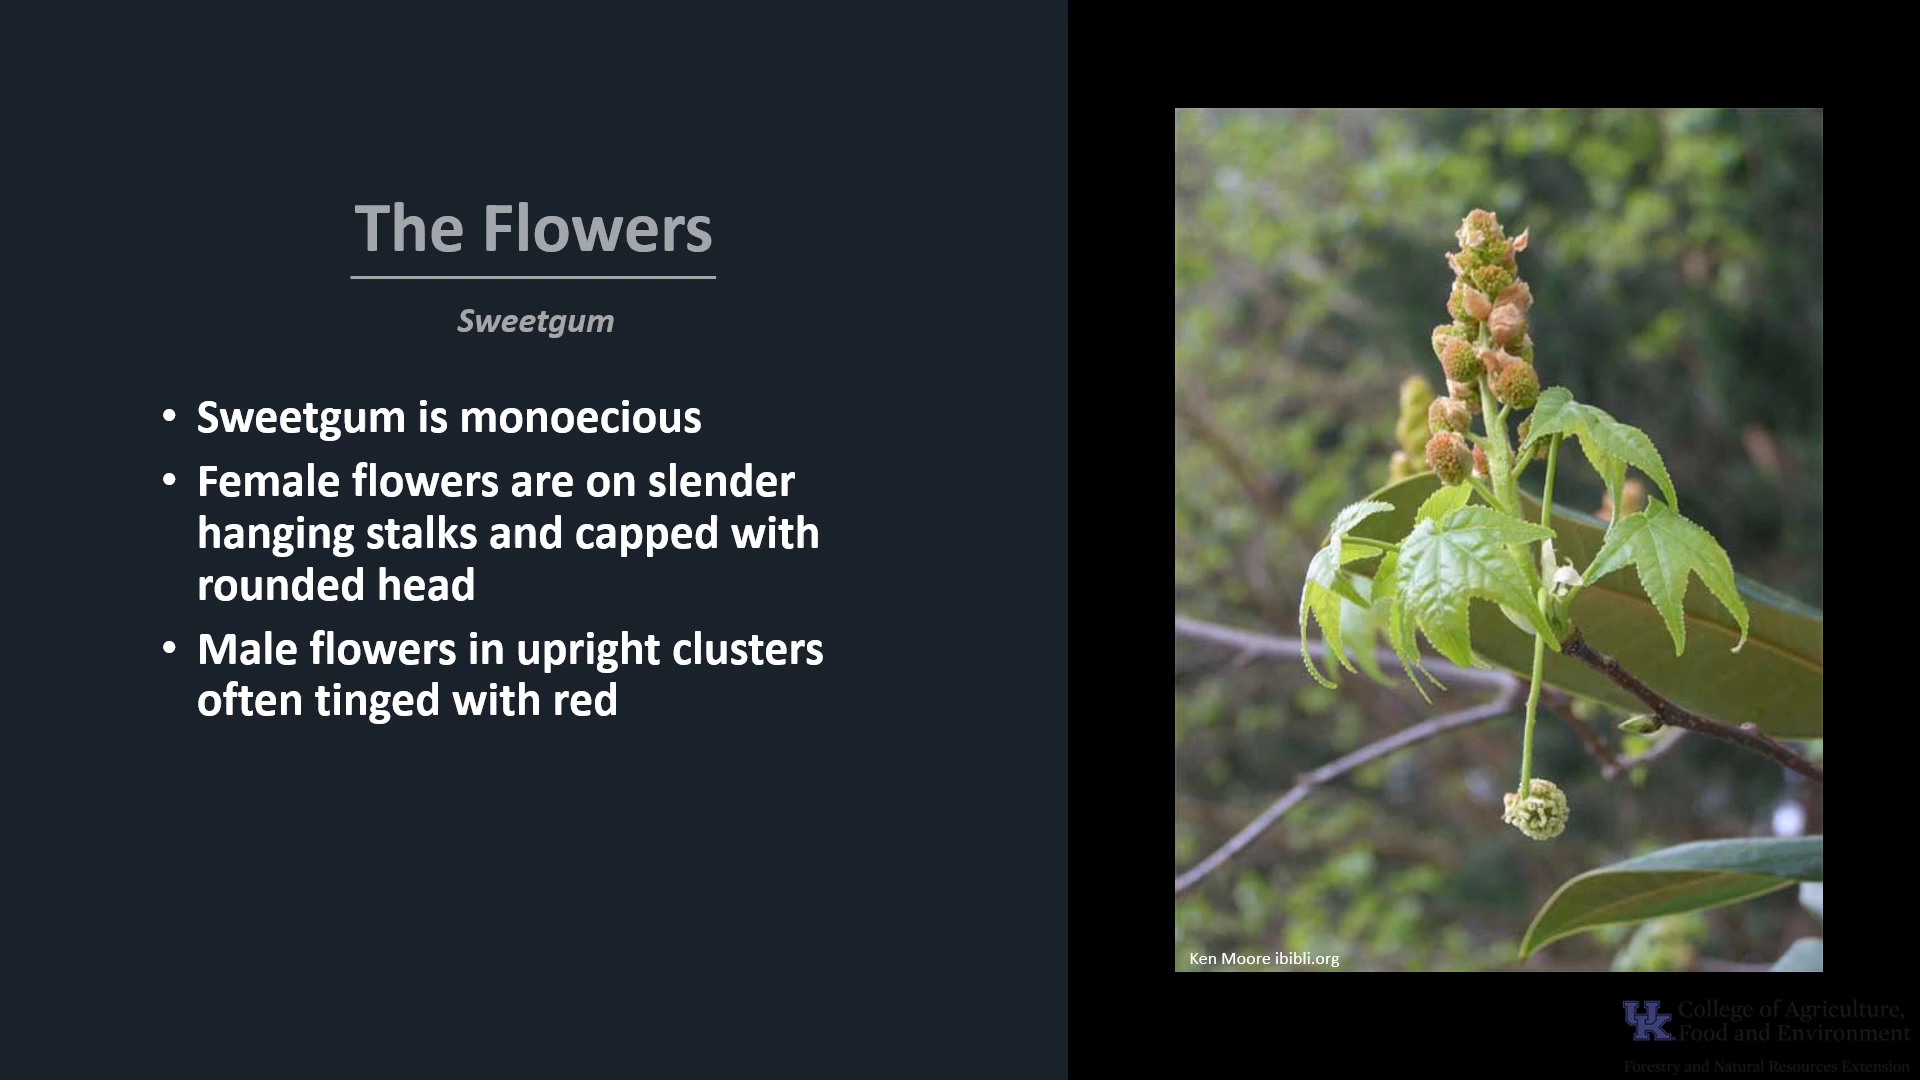 The Flowers
Sweetgum
• Sweetgum is monoecious
• Female flowers are on slender
hanging stalks and capped with
rounded head
• Male flowers in upright clusters
often tinged with red
Ken Moore ibibli.org
UK College of Agriculture,
Food and Environment
Forestry and Natural Resources Extension